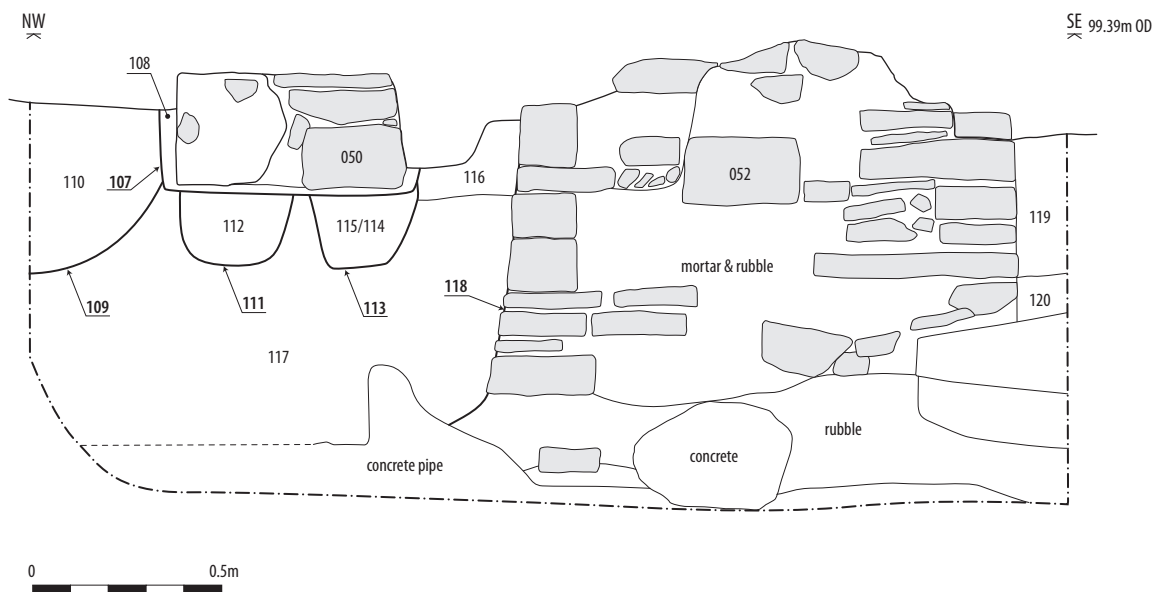 NW
SE 99.39m OD
108
050
110
107
116
052
112
115/114
119
mortar & rubble
118
120
109
111
113
117
rubble
concrete
concrete pipe
0 0.5m